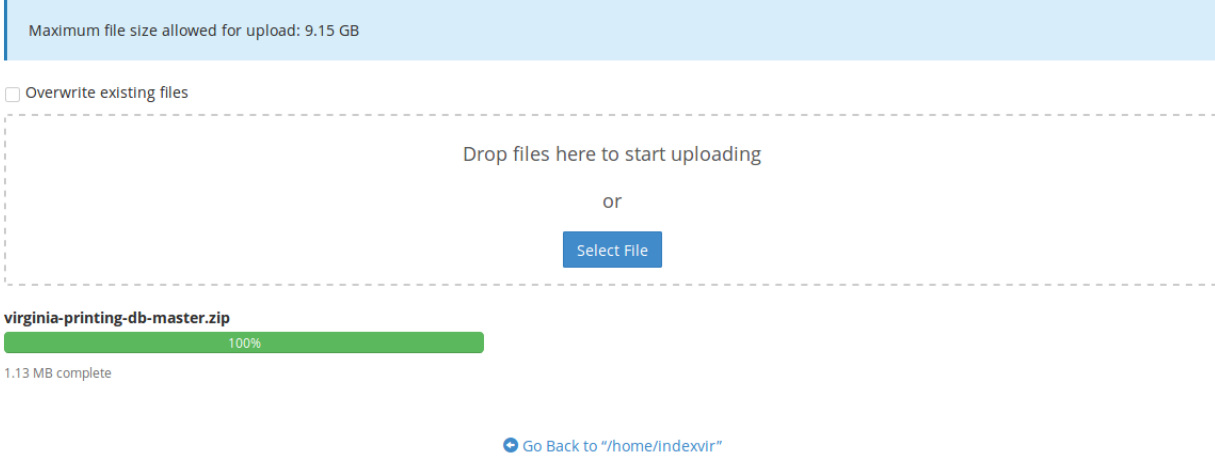 Maximum file size allowed for upload: 9.15 GB
Overwrite existing files
Drop files here to start uploading
or
Select File
virginia-printing-db-master.zip
100%
1.13 MB complete
Go Back to “/home/indexvir”